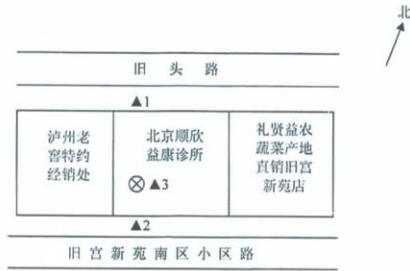 北
旧头路
▲1
泸州老
窖特约
经销处
北京顺欣
益康诊所
▲3
礼贤益农
蔬菜产地
直销旧宫
新苑店
▲2
旧宫新苑南区小区路